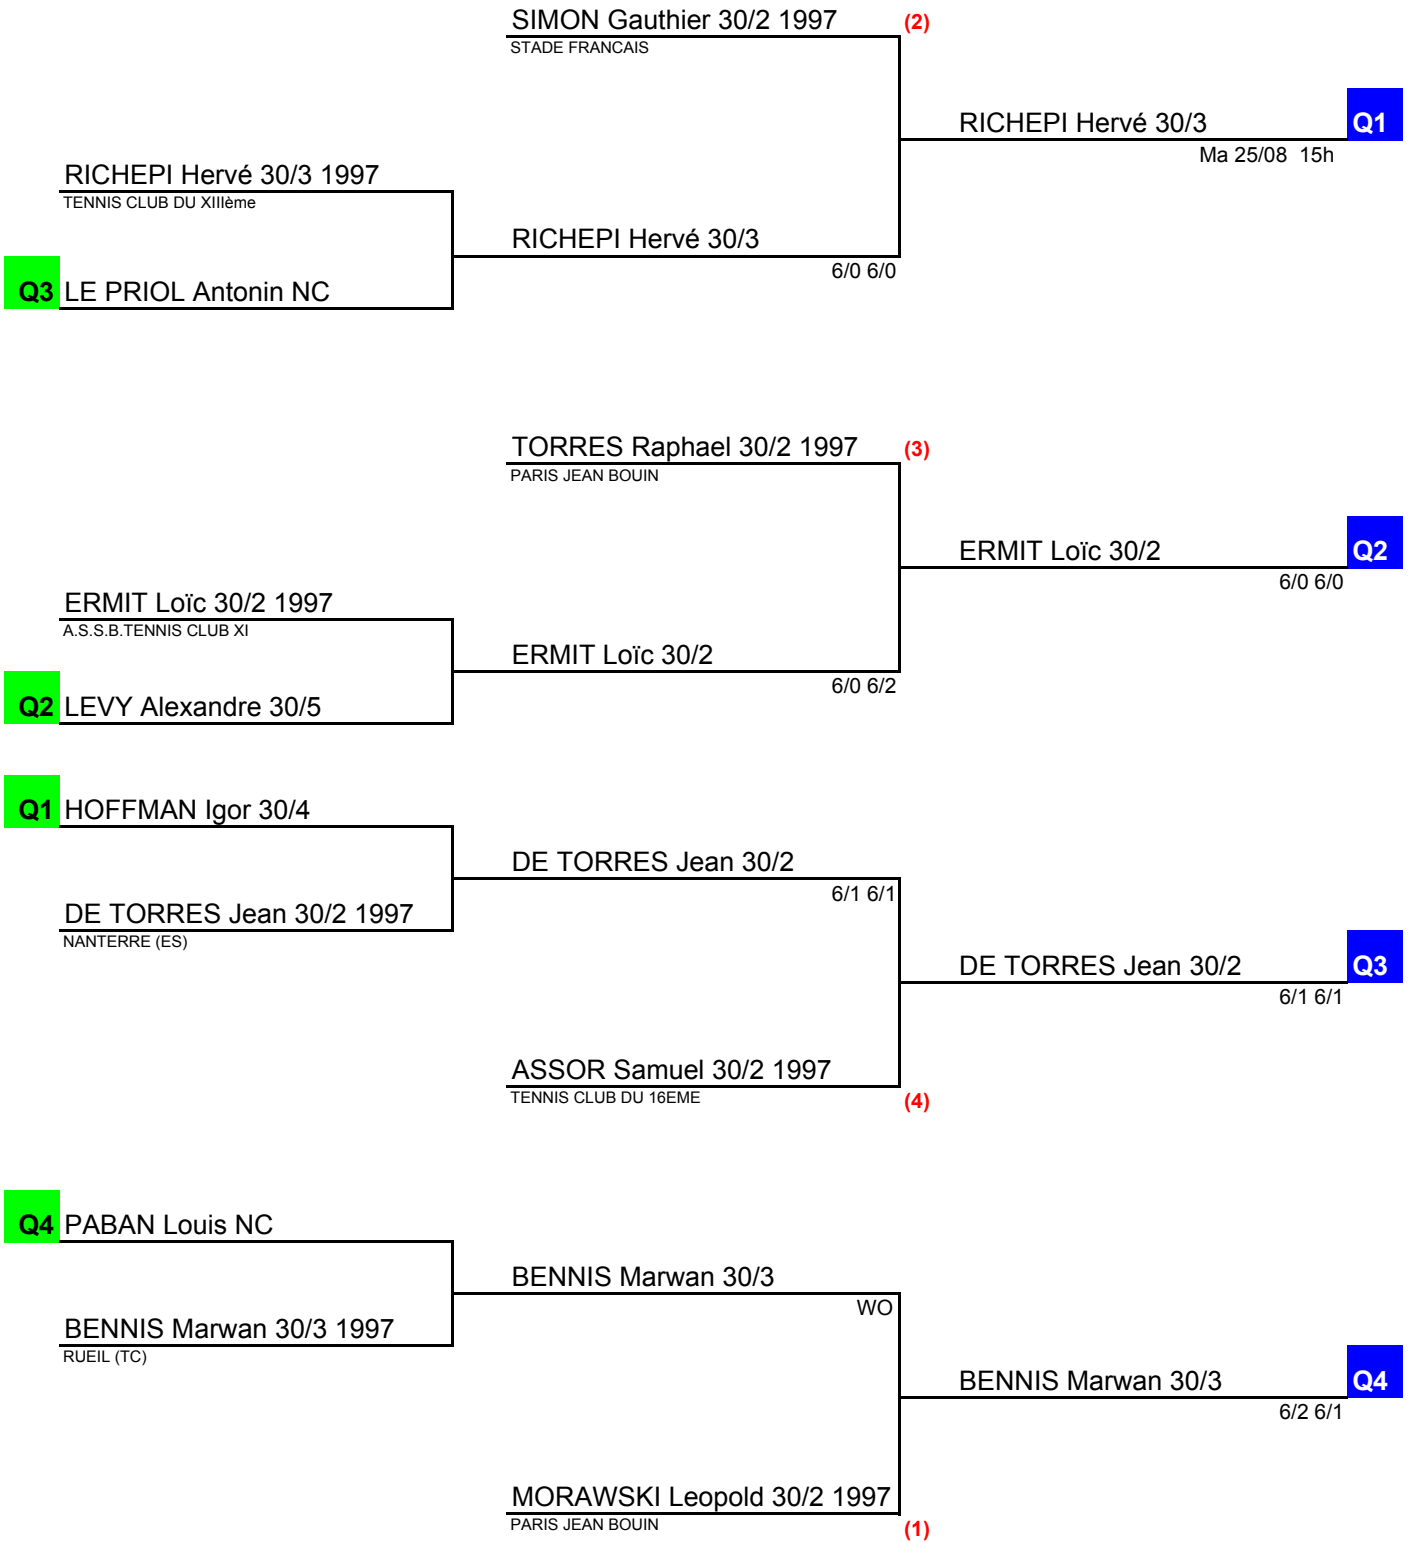 SIMON Gauthier 30/2 1997 (2)
STADE FRANCAIS
RICHEPI Hervé 30/3 Q1
Ma 25/08 15h
RICHEPI Hervé 30/3 1997
TENNIS CLUB DU XIIIème
RICHEPI Hervé 30/3
6/0 6/0
Q3 LE PRIOL Antonin NC
TORRES Raphael 30/2 1997 (3)
PARIS JEAN BOUIN
ERMIT Loïc 30/2 Q2
6/0 6/0
ERMIT Loïc 30/2 1997
A.S.S.B.TENNIS CLUB XI
ERMIT Loïc 30/2
6/0 6/2
Q2 LEVY Alexandre 30/5
Q1 HOFFMAN Igor 30/4
DE TORRES Jean 30/2
6/1 6/1
DE TORRES Jean 30/2 1997
NANTERRE (ES)
DE TORRES Jean 30/2 Q3
6/1 6/1
ASSOR Samuel 30/2 1997
TENNIS CLUB DU 16EME (4)
Q4 PABAN Louis NC
BENNIS Marwan 30/3
WO
BENNIS Marwan 30/3 1997
RUEIL (TC)
BENNIS Marwan 30/3 Q4
6/2 6/1
MORAWSKI Leopold 30/2 1997
PARIS JEAN BOUIN (1)